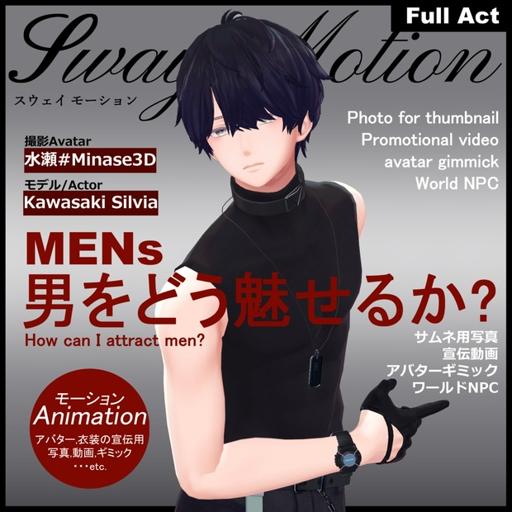 Full Act
Sway Motion
スウェイ モーション
Photo for thumbnail
Promotional video
avatar gimmick
World NPC
撮影Avatar
水瀬#Minase3D
モデル/Actor
Kawasaki Silvia
MENs
男をどう魅せるか?
How can I attract men?
サムネ用写真
宣伝動画
アバターギミック
ワールドNPC
モーション
Animation
アバター,衣装の宣伝用
写真,動画,ギミック
・・・etc.